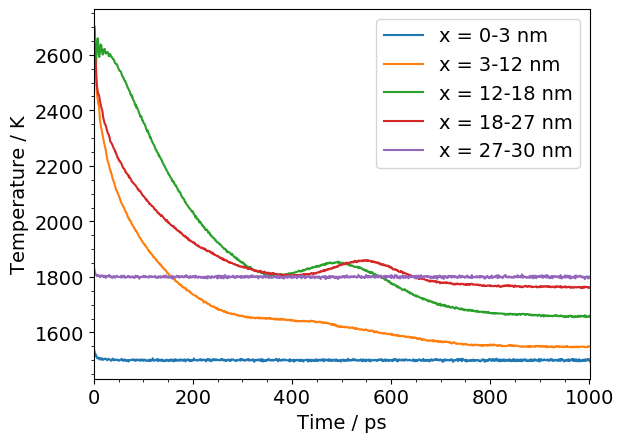 2600
2400
2200
2000
1800
1600
Temperature / K
x = 0-3 nm
x = 3-12 nm
x = 12-18 nm
x = 18-27 nm
x = 27-30 nm
0 200 400 600 800 1000
Time / ps